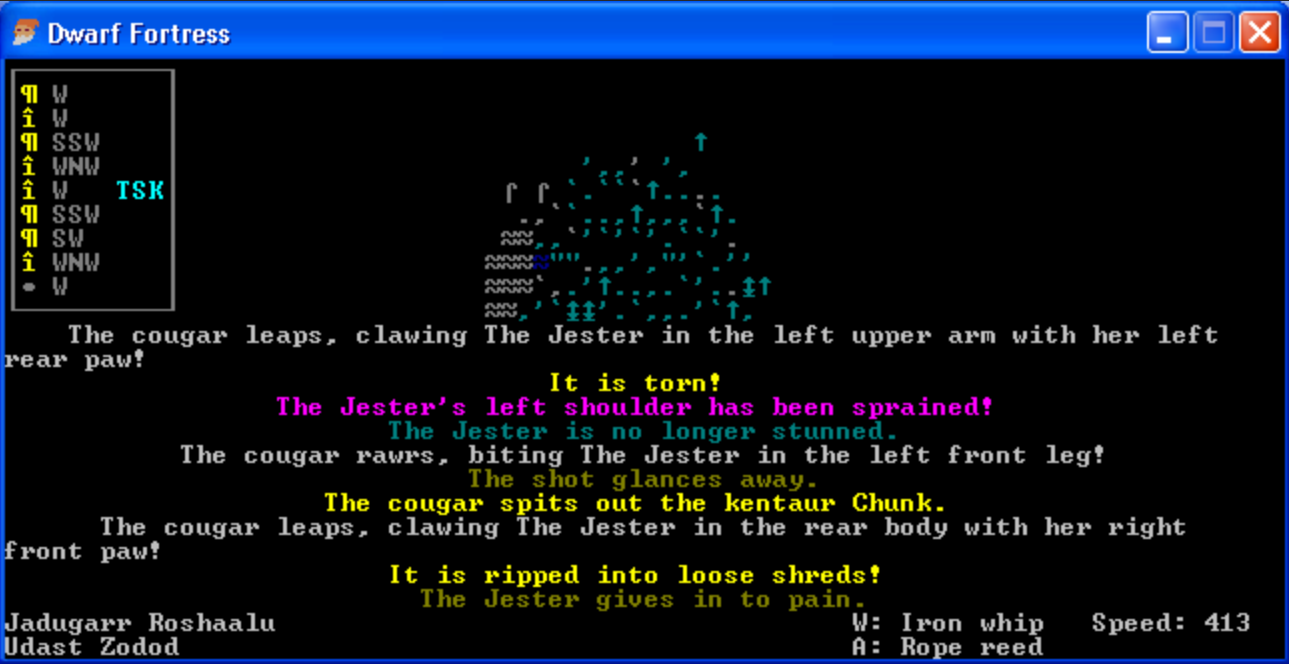 Dwarf Fortress
¶ W
î W
¶ SSW
î WNW
î W TSK
¶ SSW
¶ SW
î WNW
• W
The cougar leaps, clawing The Jester in the left upper arm with her left
rear paw!
It is torn!
The Jester's left shoulder has been sprained!
The Jester is no longer stunned.
The cougar rawrs, biting The Jester in the left front leg!
The shot glances away.
The cougar spits out the kentaur Chunk.
The cougar leaps, clawing The Jester in the rear body with her right
front paw!
It is ripped into loose shreds!
The Jester gives in to pain.
Jadugarr Roshaalu W: Iron whip Speed: 413
Udast Zodod A: Rope reed